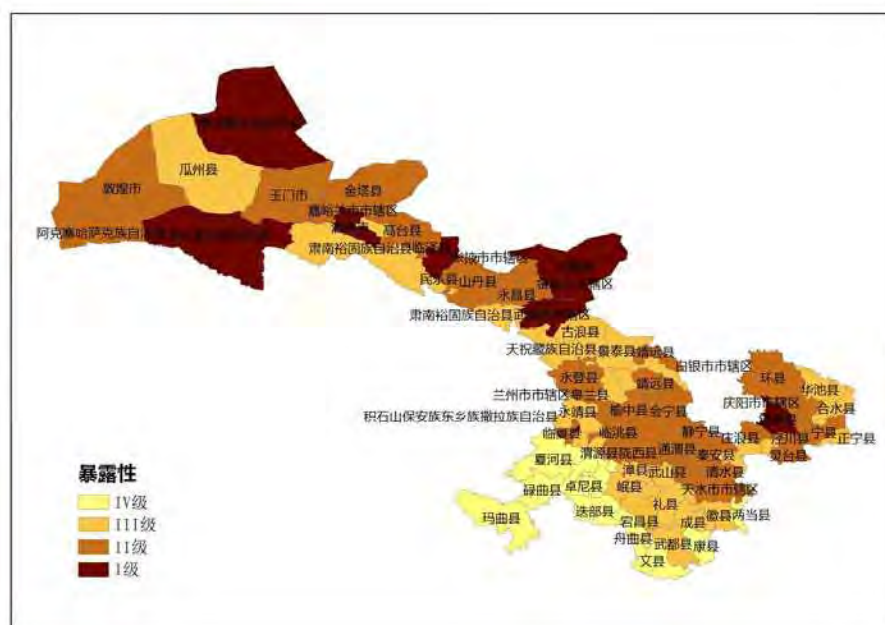 瓜州县
敦煌市
玉门市
金塔县
嘉峪关市市辖区
阿克塞哈萨克族自治
高台县
肃南裕固族自治县
民乐县
山丹县
永昌县
肃南裕固族自治县
古浪县
天祝藏族自治县
景泰县
靖远县
白银市市辖区
环县
华池县
永登县
靖远县
兰州市市辖区
皋兰县
庆阳市市辖区
合水县
积石山保安族东乡族撒拉族自治县
永靖县
榆中县
会宁县
临洮县
静宁县
庄浪县
泾川县
宁县
正宁县
渭源县
陇西县
通渭县
秦安县
灵台县
夏河县
漳县
武山县
清水县
碌曲县
卓尼县
岷县
天水市市辖区
礼县
玛曲县
迭部县
宕昌县
成县
徽县
两当县
舟曲县
武都县
康县
文县
暴露性
IV级
III级
II级
I级